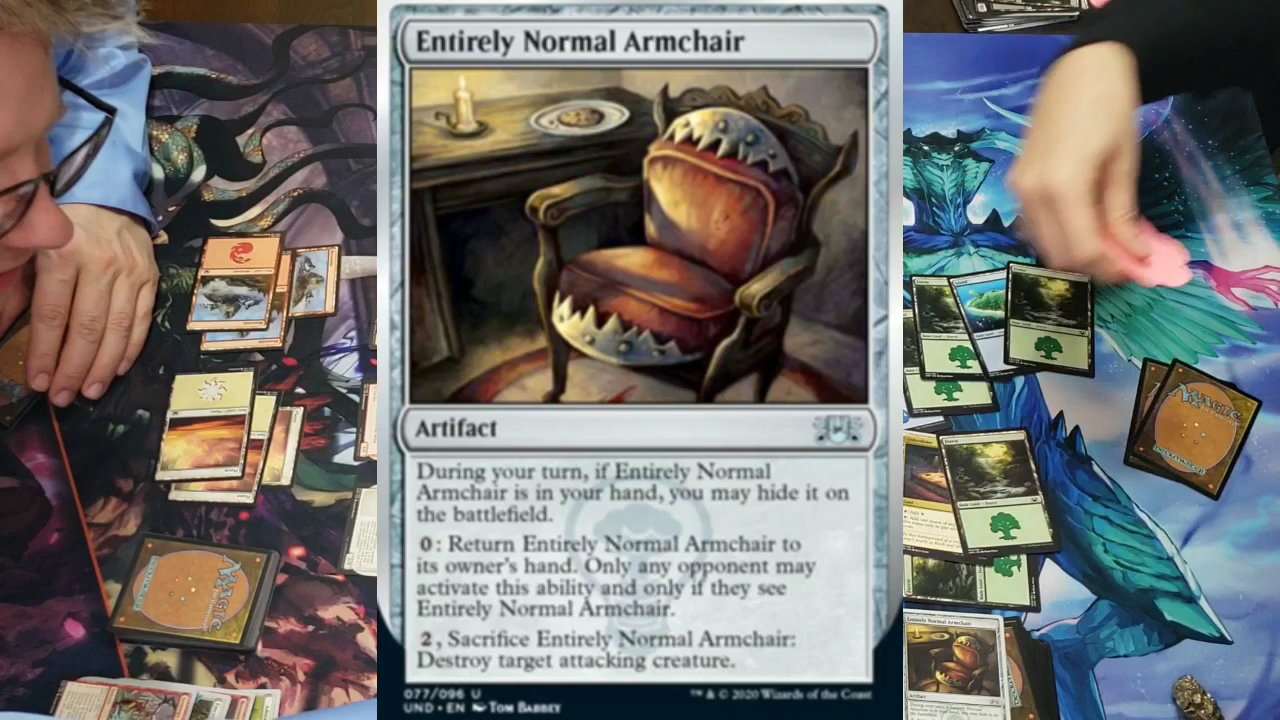 Entirely Normal Armchair
Artifact
During your turn, if Entirely Normal
Armchair is in your hand, you may hide it on
the battlefield.
0: Return Entirely Normal Armchair to
its owner's hand. Only any opponent may
activate this ability and only if they see
Entirely Normal Armchair.
2, Sacrifice Entirely Normal Armchair:
Destroy target attacking creature.
077/096 U
UND • EN TOM BABBEY
™ & © 2020 Wizards of the Coast
MAGIC
MAGIC
Entirely Normal Armchair
Artifact